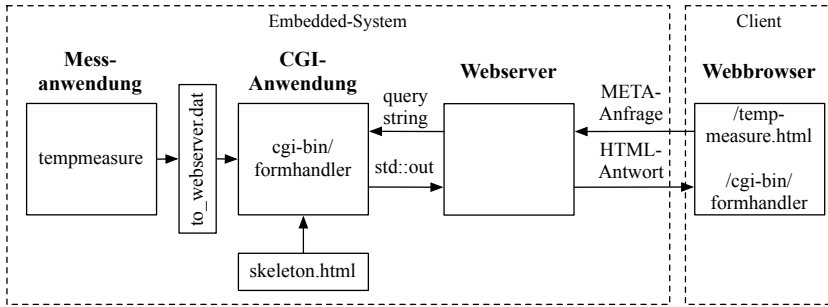 Embedded-System
Client
Mess-
anwendung
CGI-
Anwendung
Webserver
Webbrowser
tempmeasure
to_webserver.dat
cgi-bin/
formhandler
query
string
std::out
META-
Anfrage
HTML-
Antwort
/temp-
measure.html
/cgi-bin/
formhandler
skeleton.html